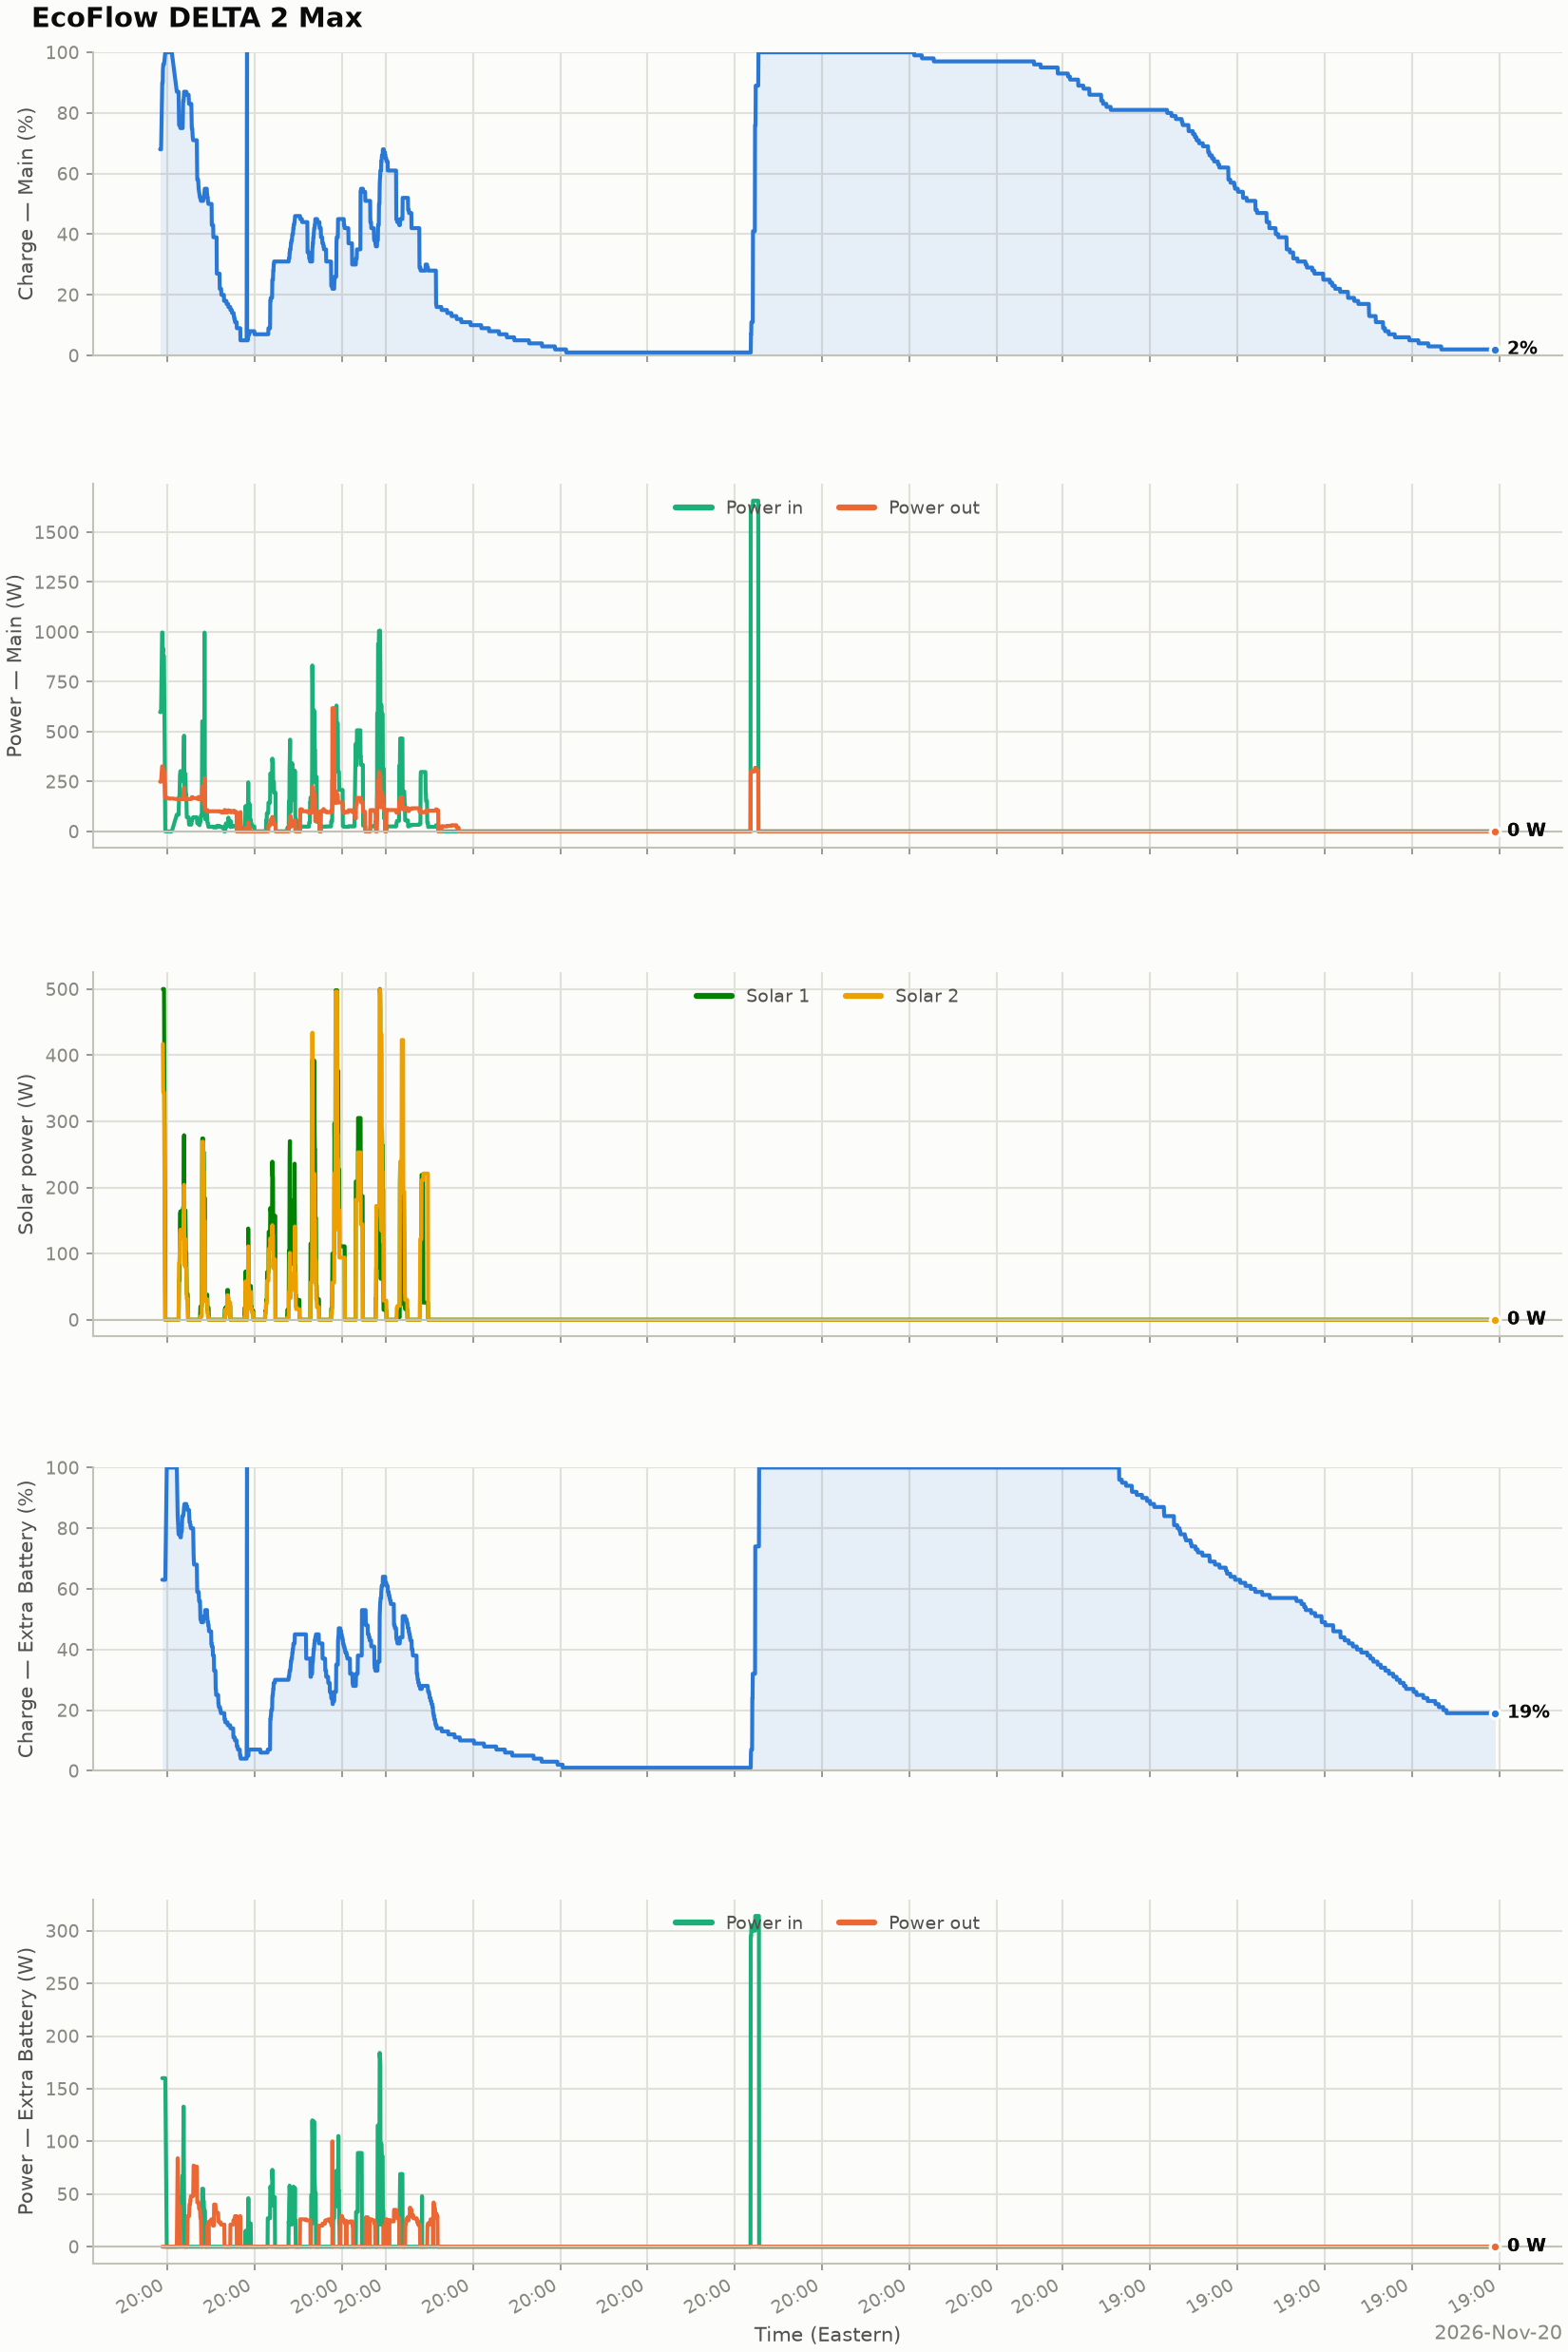 EcoFlow DELTA 2 Max
Charge — Main (%)
100
80
60
40
20
0
2%
Power — Main (W)
Power in
Power out
1500
1250
1000
750
500
250
0
0 W
Solar power (W)
Solar 1
Solar 2
500
400
300
200
100
0
0 W
Charge — Extra Battery (%)
100
80
60
40
20
0
19%
Power — Extra Battery (W)
Power in
Power out
300
250
200
150
100
50
0
0 W
20:00 20:00 20:00 20:00 20:00 20:00 20:00 20:00 20:00 20:00 20:00 20:00 19:00 19:00 19:00 19:00 19:00
Time (Eastern)
2026-Nov-20